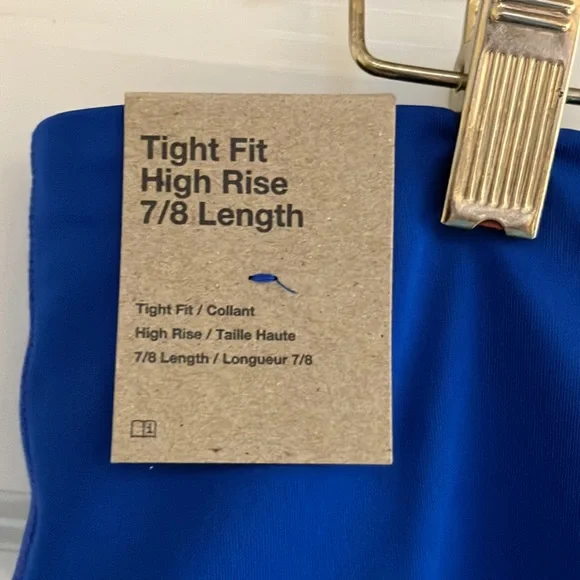 Tight Fit
High Rise
7/8 Length
Tight Fit / Collant
High Rise / Taille Haute
7/8 Length / Longueur 7/8
i